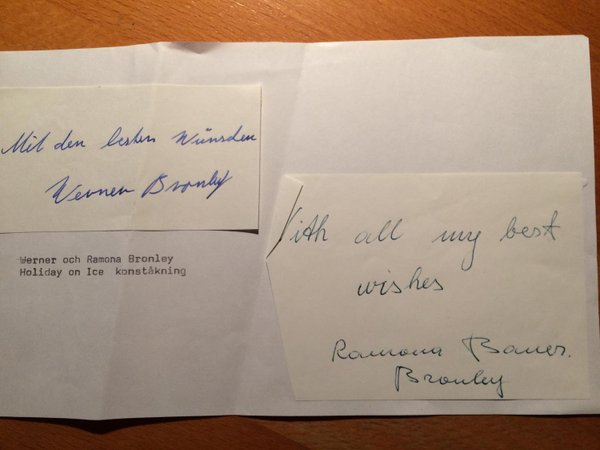 Mit den besten Wünschen
Werner Bronley
Werner och Ramona Bronley
Holiday on Ice konståkning
With all my best
wishes
Ramona Bauer.
Bronley